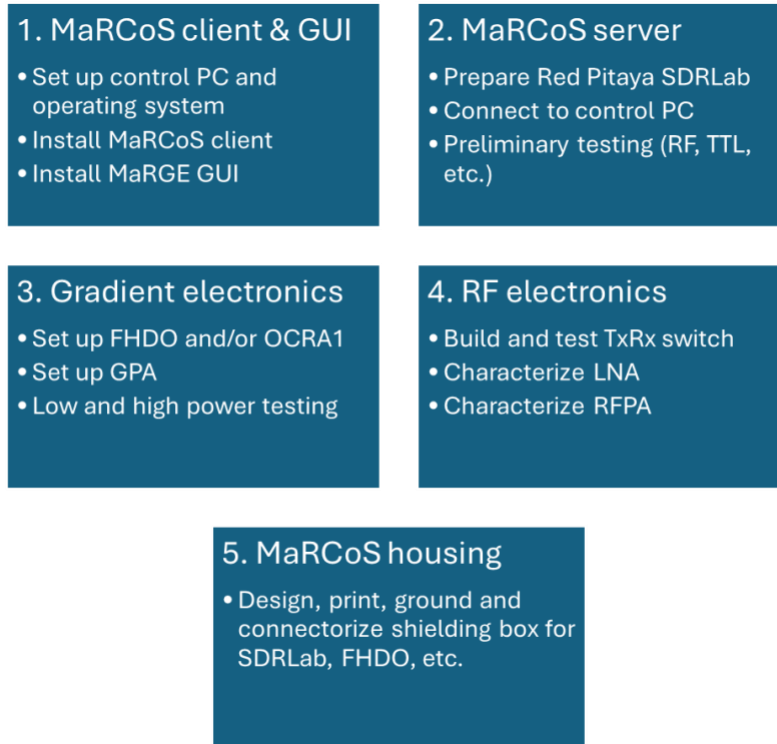 1. MaRCoS client & GUI
• Set up control PC and
operating system
• Install MaRCoS client
• Install MaRGE GUI
2. MaRCoS server
• Prepare Red Pitaya SDRLab
• Connect to control PC
• Preliminary testing (RF, TTL,
etc.)
3. Gradient electronics
• Set up FHDO and/or OCRA1
• Set up GPA
• Low and high power testing
4. RF electronics
• Build and test TxRx switch
• Characterize LNA
• Characterize RFPA
5. MaRCoS housing
• Design, print, ground and
connectorize shielding box for
SDRLab, FHDO, etc.